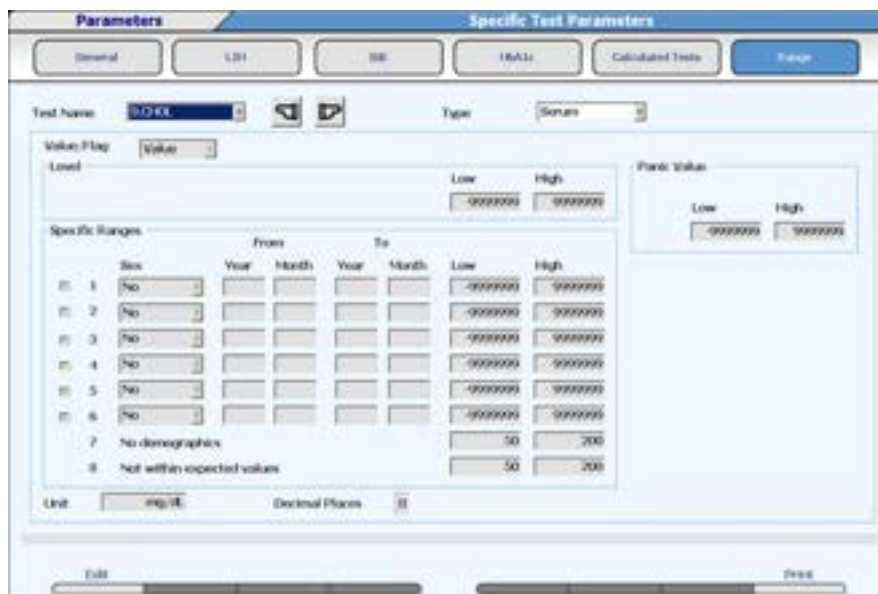 Parameters Specific Test Parameters
General LIH ISE HbA1c Calculated Tests Range
Test Name CHOL Type Serum
Value/Flag Value
Level
Low High
-9999999 9999999
Panic Value
Low High
-9999999 9999999
Specific Ranges
From To
Sex Year Month Year Month Low High
1 No -9999999 9999999
2 No -9999999 9999999
3 No -9999999 9999999
4 No -9999999 9999999
5 No -9999999 9999999
6 No -9999999 9999999
7 No demographics 50 200
8 Not within expected values 50 200
Unit mg/dL Decimal Places 0
Edit Print